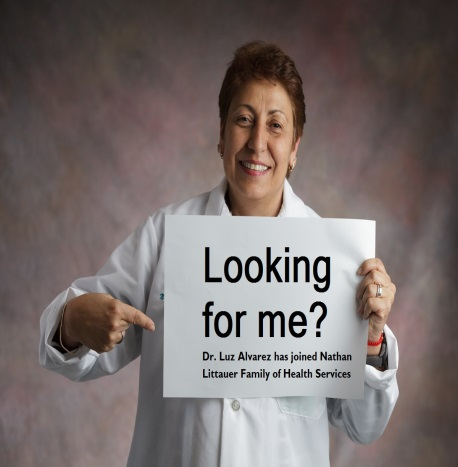 Looking
for me?
Dr. Luz Alvarez has joined Nathan
Littauer Family of Health Services